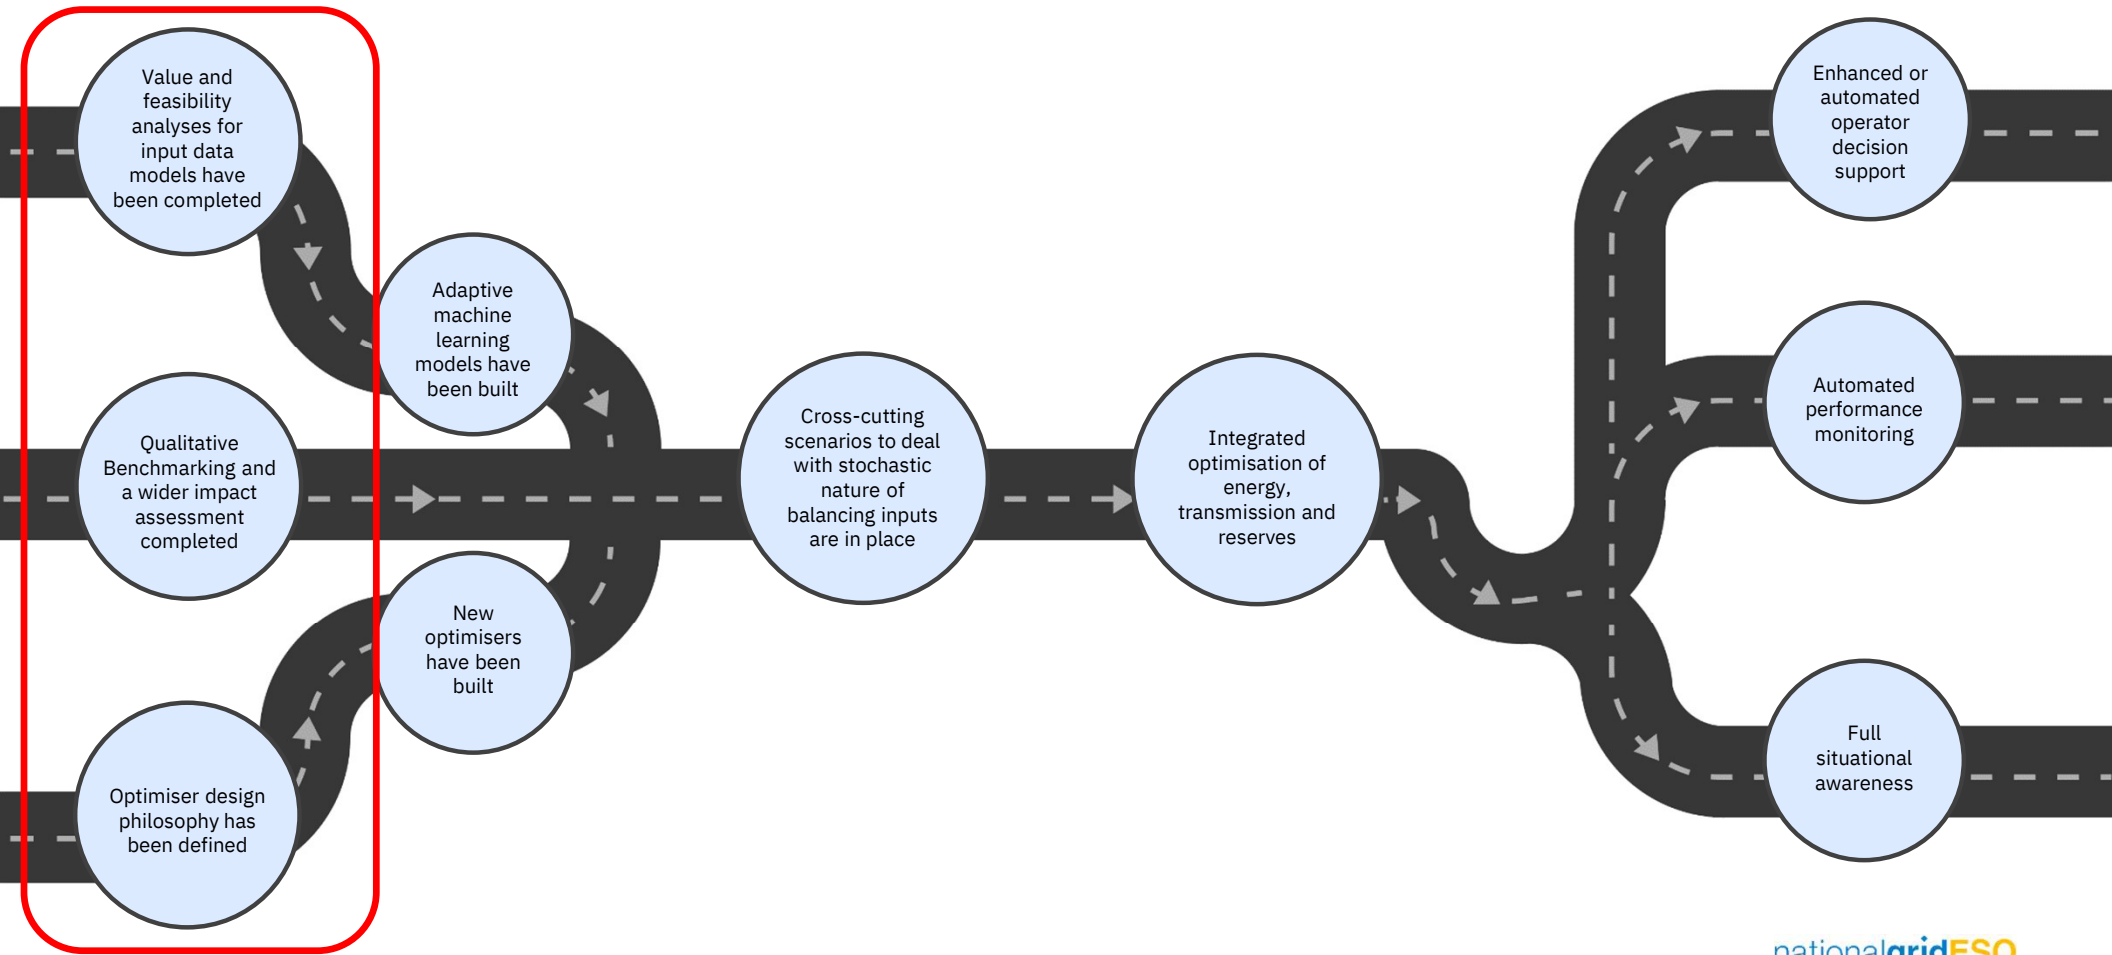 Value and
feasibility
analyses for
input data
models have
been completed
Qualitative
Benchmarking and
a wider impact
assessment
completed
Optimiser design
philosophy has
been defined
Adaptive
machine
learning
models have
been built
New
optimisers
have been
built
Cross-cutting
scenarios to deal
with stochastic
nature of
balancing inputs
are in place
Integrated
optimisation of
energy,
transmission and
reserves
Enhanced or
automated
operator
decision
support
Automated
performance
monitoring
Full
situational
awareness
nationalgridESO